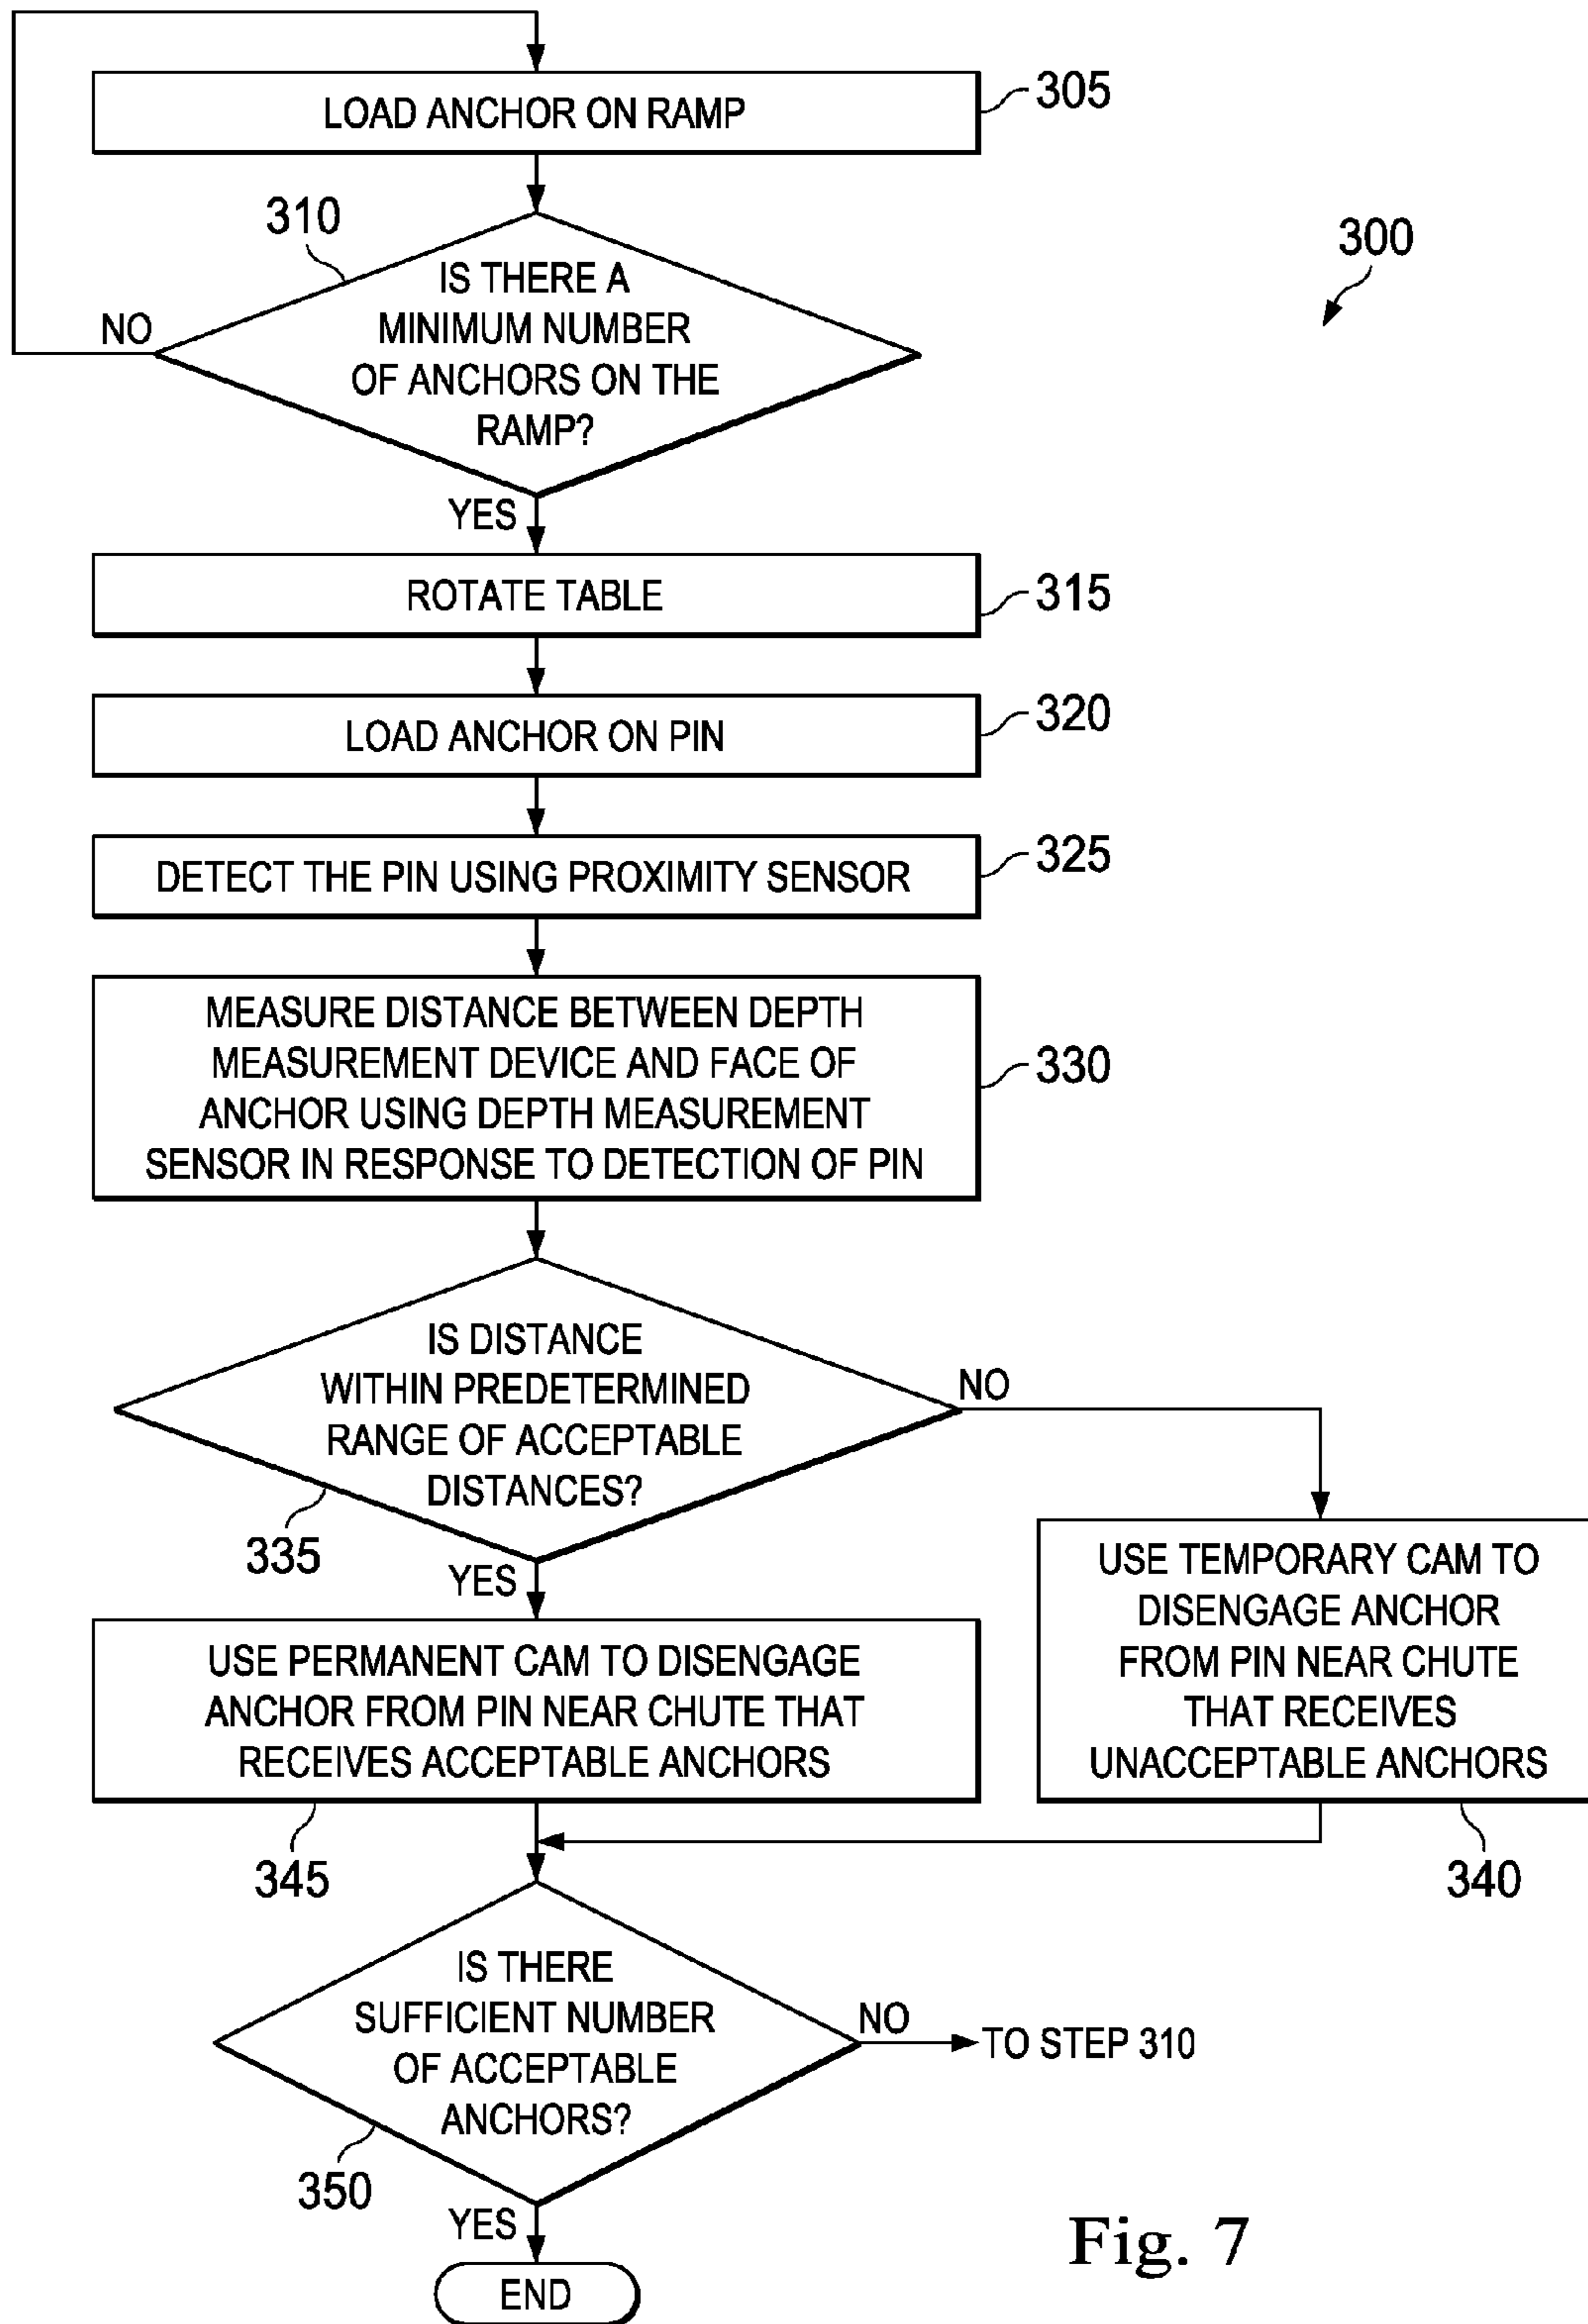 LOAD ANCHOR ON RAMP
305
310
300
IS THERE A
MINIMUM NUMBER
OF ANCHORS ON THE
RAMP?
NO
YES
ROTATE TABLE
315
LOAD ANCHOR ON PIN
320
DETECT THE PIN USING PROXIMITY SENSOR
325
MEASURE DISTANCE BETWEEN DEPTH
MEASUREMENT DEVICE AND FACE OF
ANCHOR USING DEPTH MEASUREMENT
SENSOR IN RESPONSE TO DETECTION OF PIN
330
IS DISTANCE
WITHIN PREDETERMINED
RANGE OF ACCEPTABLE
DISTANCES?
NO
335
YES
USE TEMPORARY CAM TO
DISENGAGE ANCHOR
FROM PIN NEAR CHUTE
THAT RECEIVES
UNACCEPTABLE ANCHORS
340
USE PERMANENT CAM TO DISENGAGE
ANCHOR FROM PIN NEAR CHUTE THAT
RECEIVES ACCEPTABLE ANCHORS
345
IS THERE
SUFFICIENT NUMBER
OF ACCEPTABLE
ANCHORS?
NO
TO STEP 310
350
YES
END
Fig. 7